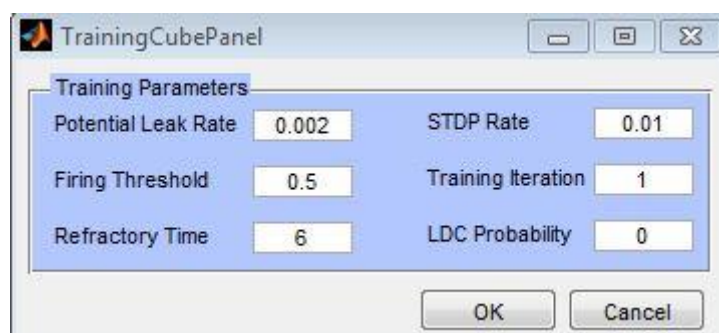 TrainingCubePanel
Training Parameters
Potential Leak Rate 0.002 STDP Rate 0.01
Firing Threshold 0.5 Training Iteration 1
Refractory Time 6 LDC Probability 0
OK Cancel